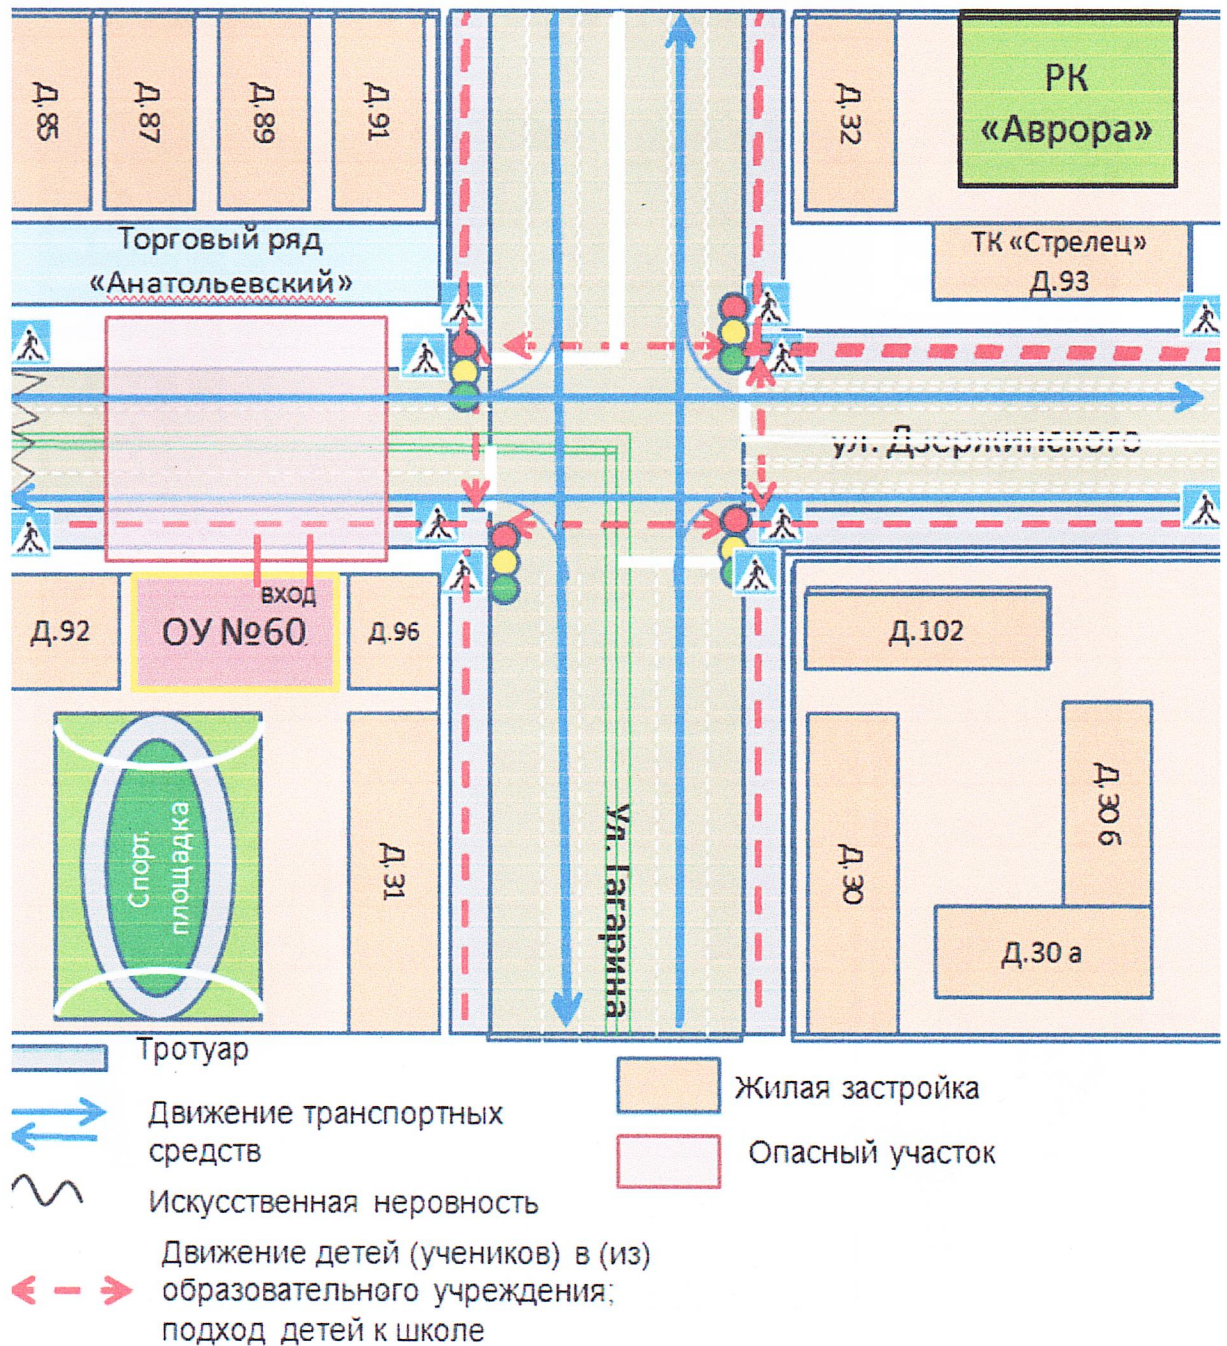 Д.85
Д.87
Д.89
Д.91
Д.32
РК
«Аврора»
Торговый ряд
«Анатольевский»
ТК «Стрелец»
Д.93
ул. Дзержинского
вход
Д.92
ОУ №60
Д.96
Д.102
Спорт.
площадка
Д.31
Ул. Гагарина
Д.30
Д.30 б
Д.30 а
Тротуар
Движение транспортных
средств
Искусственная неровность
Движение детей (учеников) в (из)
образовательного учреждения;
подход детей к школе
Жилая застройка
Опасный участок